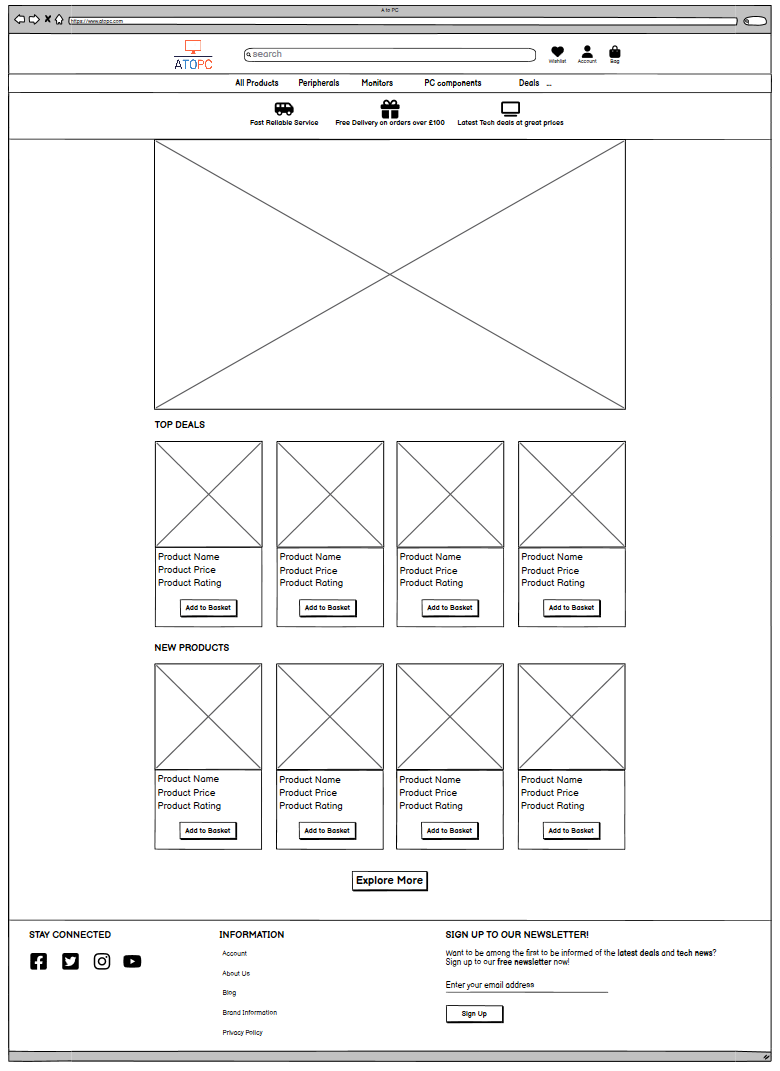 A to PC
https://www.atopc.com
ATOPC
search
Wishlist Account Bag
All Products Peripherals Monitors PC components Deals ...
Fast Reliable Service Free Delivery on orders over £100 Latest Tech deals at great prices
TOP DEALS
Product Name Product Name Product Name Product Name
Product Price Product Price Product Price Product Price
Product Rating Product Rating Product Rating Product Rating
Add to Basket Add to Basket Add to Basket Add to Basket
NEW PRODUCTS
Product Name Product Name Product Name Product Name
Product Price Product Price Product Price Product Price
Product Rating Product Rating Product Rating Product Rating
Add to Basket Add to Basket Add to Basket Add to Basket
Explore More
STAY CONNECTED
INFORMATION
Account
About Us
Blog
Brand Information
Privacy Policy
SIGN UP TO OUR NEWSLETTER!
Want to be among the first to be informed of the latest deals and tech news?
Sign up to our free newsletter now!
Enter your email address
Sign Up